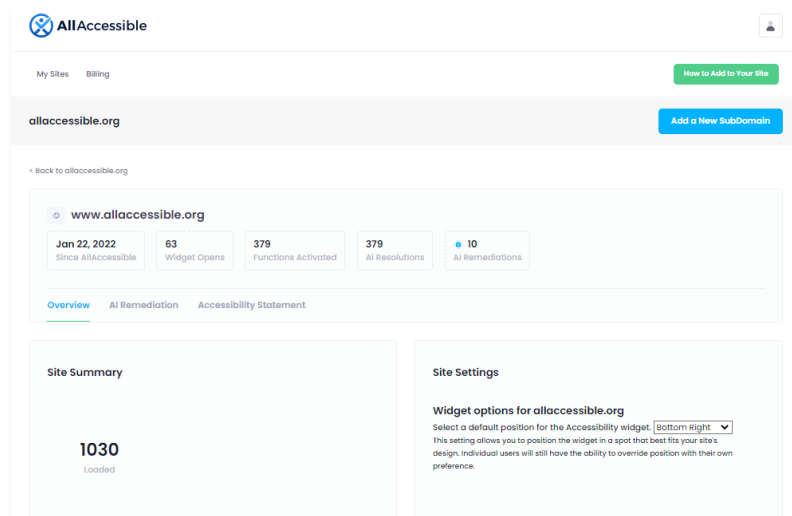 AllAccessible
My Sites Billing How to Add to Your Site
allaccessible.org Add a New SubDomain
< Back to allaccessible.org
www.allaccessible.org
Jan 22, 2022 63 379 379 10
Since AllAccessible Widget Opens Functions Activated Ai Resolutions Ai Remediations
Overview AI Remediation Accessibility Statement
Site Summary
1030
Loaded
Site Settings
Widget options for allaccessible.org
Select a default position for the Accessibility widget. Bottom Right
This setting allows you to position the widget in a spot that best fits your site's
design. Individual users will still have the ability to override position with their own
preference.